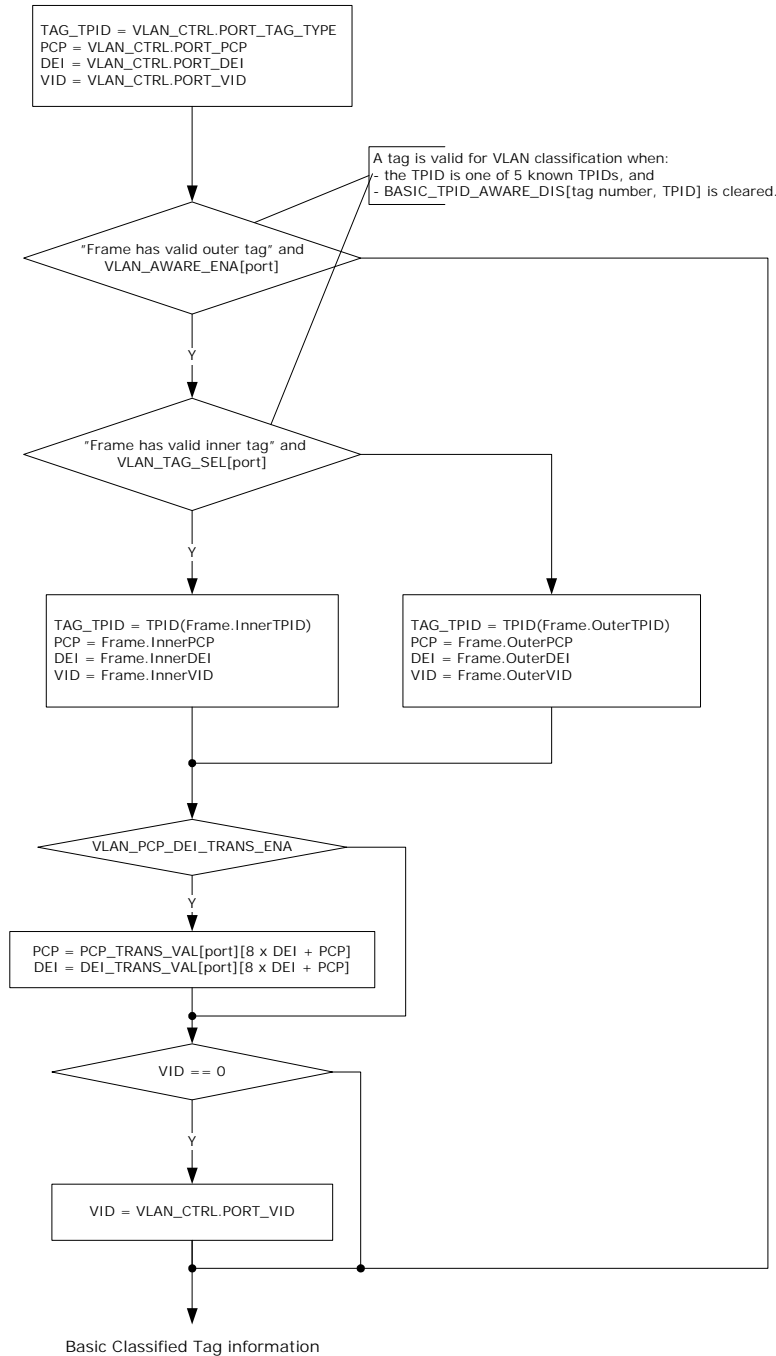 TAG_TPID = VLAN_CTRL.PORT_TAG_TYPE
PCP = VLAN_CTRL.PORT_PCP
DEI = VLAN_CTRL.PORT_DEI
VID = VLAN_CTRL.PORT_VID
A tag is valid for VLAN classification when:
- the TPID is one of 5 known TPIDs, and
- BASIC_TPID_AWARE_DIS[tag number, TPID] is cleared.
"Frame has valid outer tag" and
VLAN_AWARE_ENA[port]
Y
"Frame has valid inner tag" and
VLAN_TAG_SEL[port]
Y
TAG_TPID = TPID(Frame.InnerTPID)
PCP = Frame.InnerPCP
DEI = Frame.InnerDEI
VID = Frame.InnerVID
TAG_TPID = TPID(Frame.OuterTPID)
PCP = Frame.OuterPCP
DEI = Frame.OuterDEI
VID = Frame.OuterVID
VLAN_PCP_DEI_TRANS_ENA
Y
PCP = PCP_TRANS_VAL[port][8 x DEI + PCP]
DEI = DEI_TRANS_VAL[port][8 x DEI + PCP]
VID == 0
Y
VID = VLAN_CTRL.PORT_VID
Basic Classified Tag information